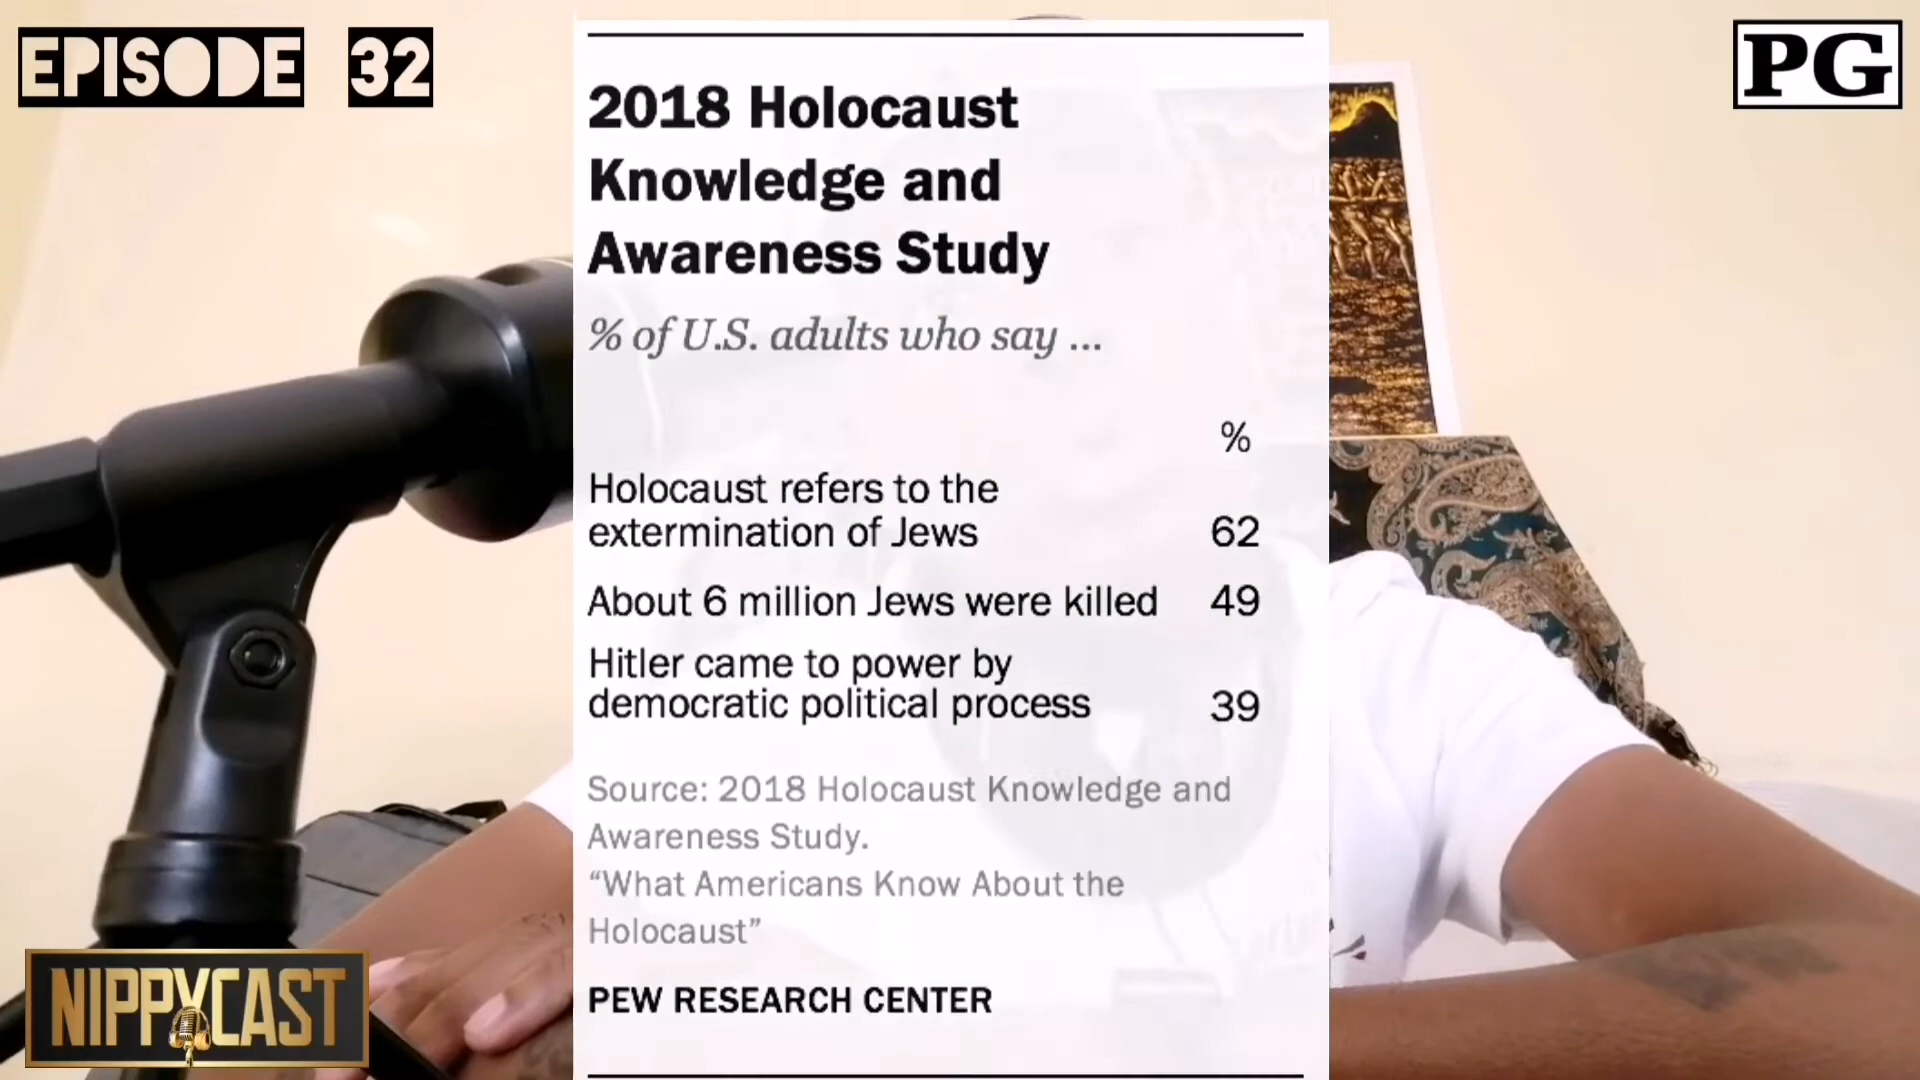 EPISODE 32
PG
2018 Holocaust
Knowledge and
Awareness Study
% of U.S. adults who say ...
%
Holocaust refers to the
extermination of Jews 62
About 6 million Jews were killed 49
Hitler came to power by
democratic political process 39
Source: 2018 Holocaust Knowledge and
Awareness Study.
“What Americans Know About the
Holocaust”
PEW RESEARCH CENTER
NIPPYCAST